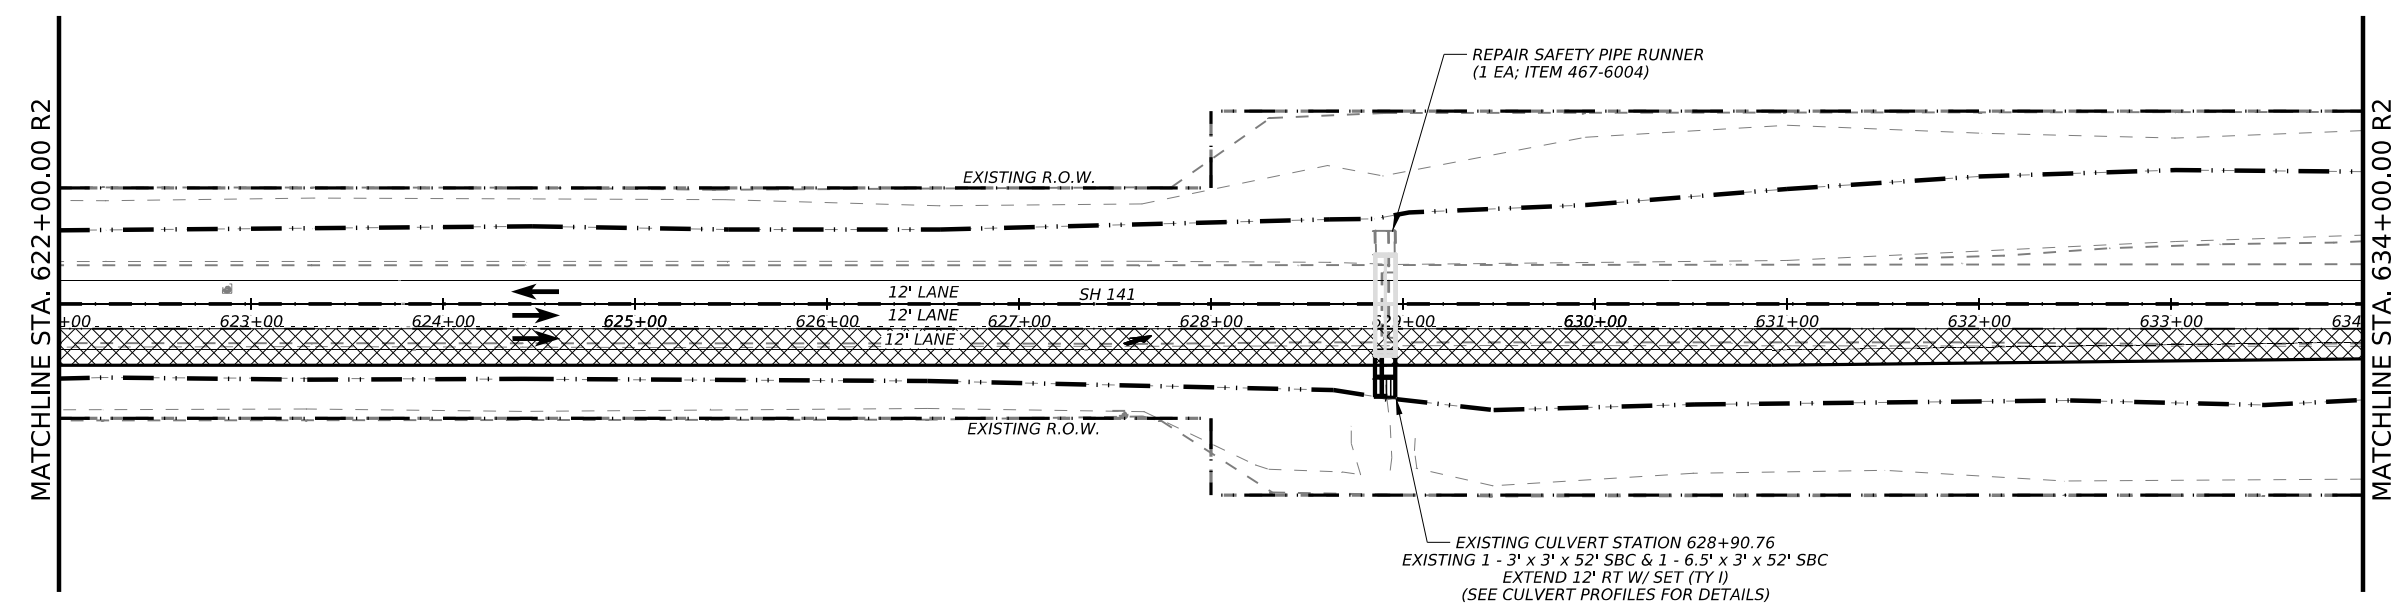 REPAIR SAFETY PIPE RUNNER
(1 EA; ITEM 467-6004)
MATCHLINE STA. 622+00.00 R2
MATCHLINE STA. 634+00.00 R2
EXISTING R.O.W.
12' LANE
SH 141
12' LANE
+00
623+00
624+00
625+00
626+00
627+00
628+00
629+00
630+00
631+00
632+00
633+00
634
12' LANE
EXISTING R.O.W.
EXISTING CULVERT STATION 628+90.76
EXISTING 1 - 3' x 3' x 52' SBC & 1 - 6.5' x 3' x 52' SBC
EXTEND 12' RT W/ SET (TY I)
(SEE CULVERT PROFILES FOR DETAILS)